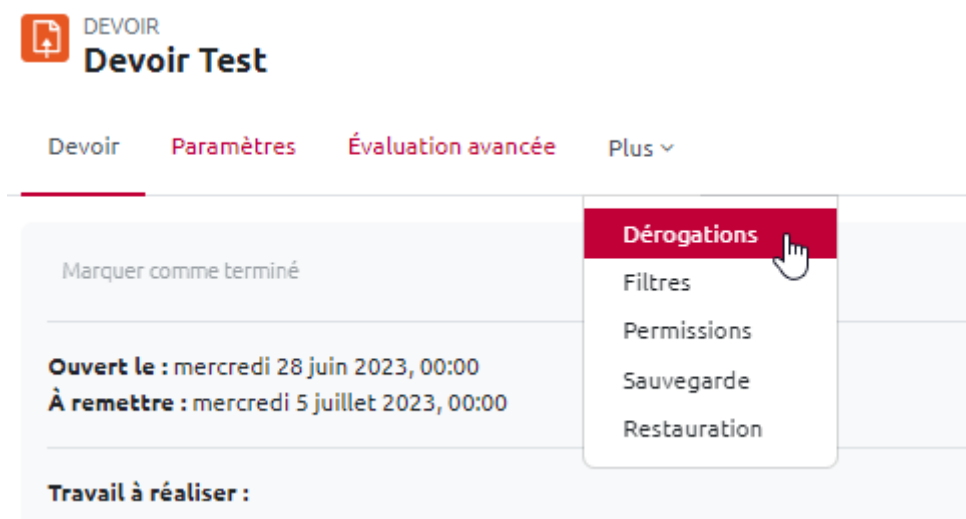 DEVOIR
Devoir Test
Devoir Paramètres Évaluation avancée Plus
Dérogations
Filtres
Permissions
Sauvegarde
Restauration
Marquer comme terminé
Ouvert le : mercredi 28 juin 2023, 00:00
À remettre : mercredi 5 juillet 2023, 00:00
Travail à réaliser :